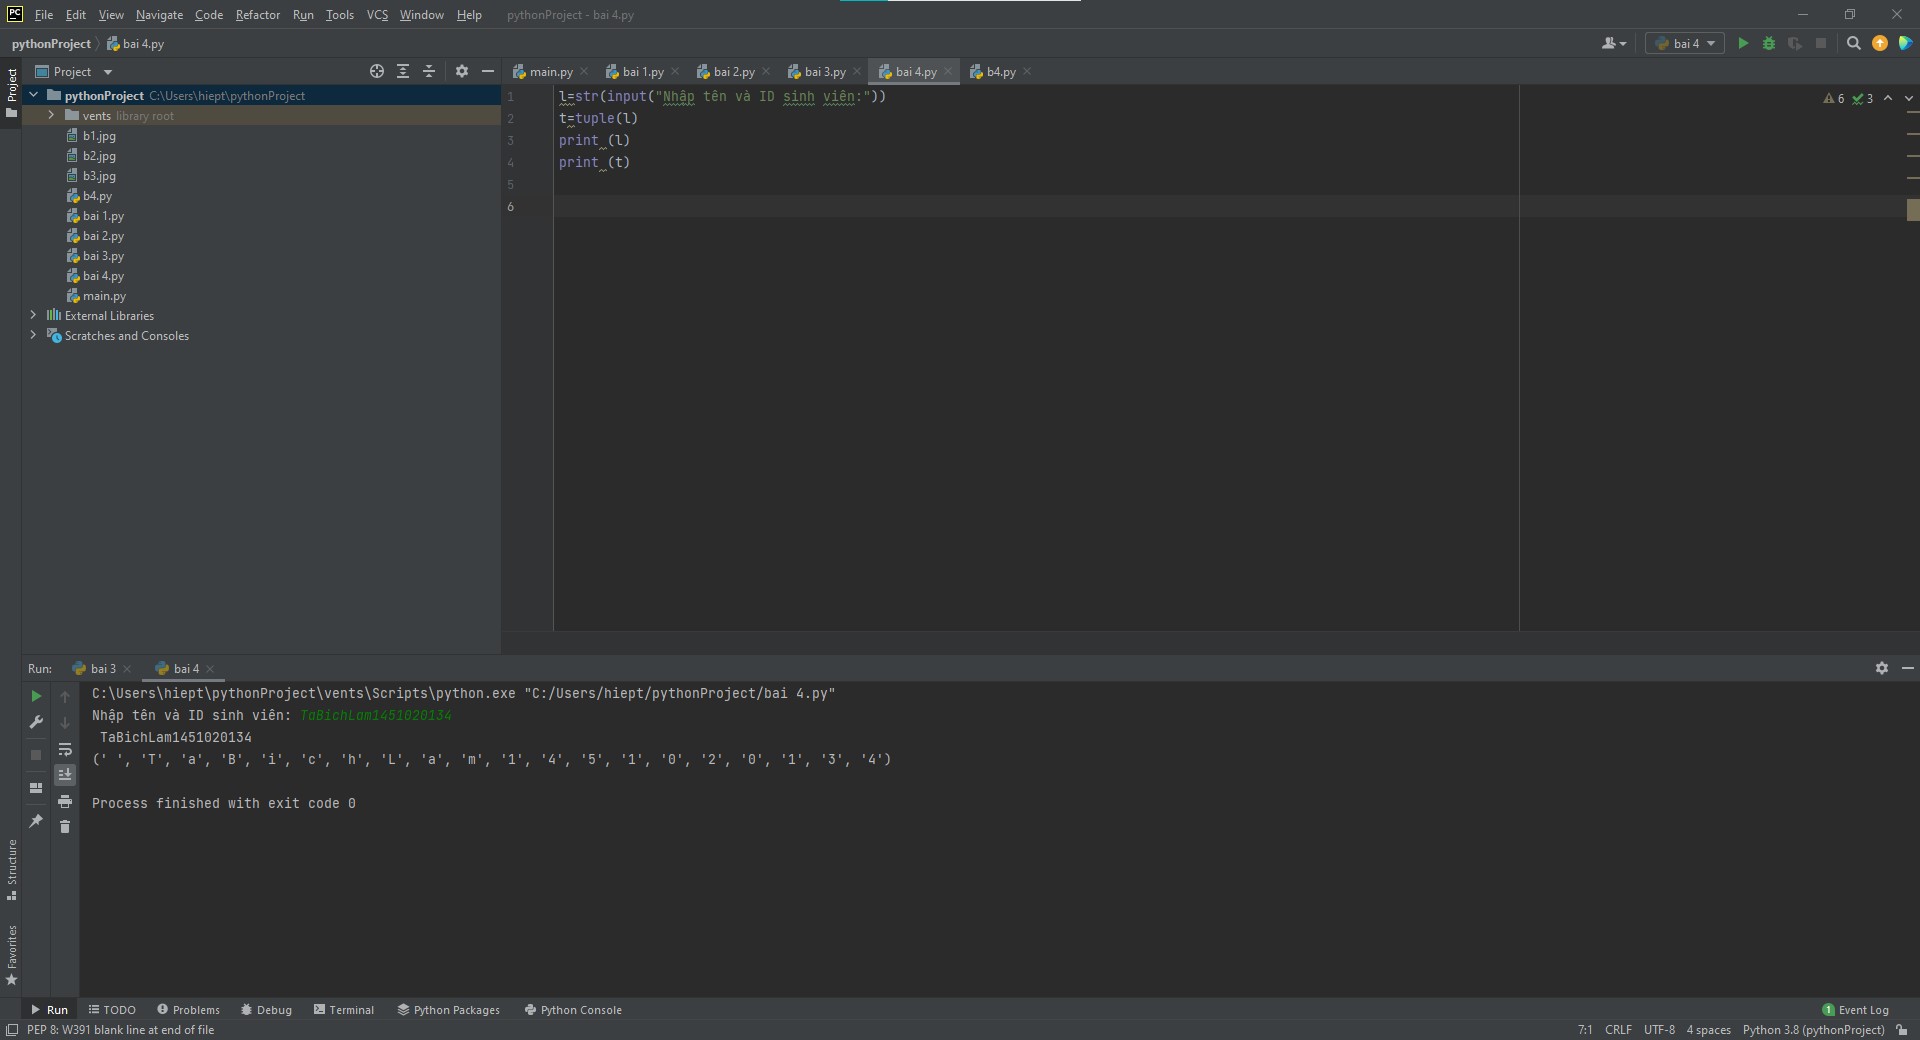 PC File Edit View Navigate Code Refactor Run Tools VCS Window Help pythonProject - bai 4.py
pythonProject bai 4.py bai 4
Project
Project main.py bai 1.py bai 2.py bai 3.py bai 4.py b4.py
pythonProject C:\Users\hiept\pythonProject
vents library root
b1.jpg
b2.jpg
b3.jpg
b4.py
bai 1.py
bai 2.py
bai 3.py
bai 4.py
main.py
External Libraries
Scratches and Consoles
1 l=str(input("Nhập tên và ID sinh viên:"))
2 t=tuple(l)
3 print (l)
4 print (t)
5
6
6 3
Run: bai 3 bai 4
C:\Users\hiept\pythonProject\vents\Scripts\python.exe "C:/Users/hiept/pythonProject/bai 4.py"
Nhập tên và ID sinh viên: TaBichLam1451020134
TaBichLam1451020134
(' ', 'T', 'a', 'B', 'i', 'c', 'h', 'L', 'a', 'm', '1', '4', '5', '1', '0', '2', '0', '1', '3', '4')
Process finished with exit code 0
Structure
Favorites
Run TODO Problems Debug Terminal Python Packages Python Console 1 Event Log
PEP 8: W391 blank line at end of file 7:1 CRLF UTF-8 4 spaces Python 3.8 (pythonProject)